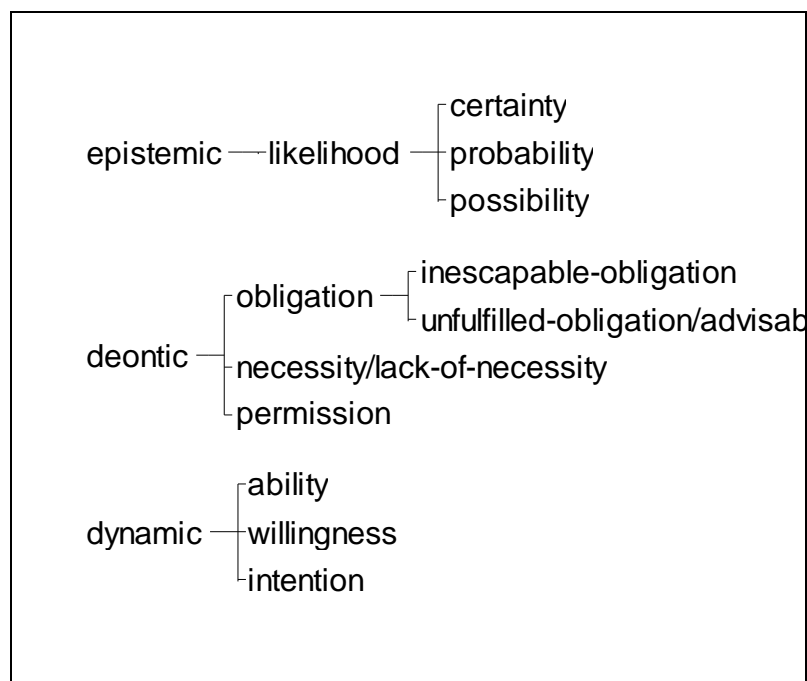 epistemic likelihood certainty
probability
possibility
deontic obligation inescapable-obligation
unfulfilled-obligation/advisab
necessity/lack-of-necessity
permission
dynamic ability
willingness
intention